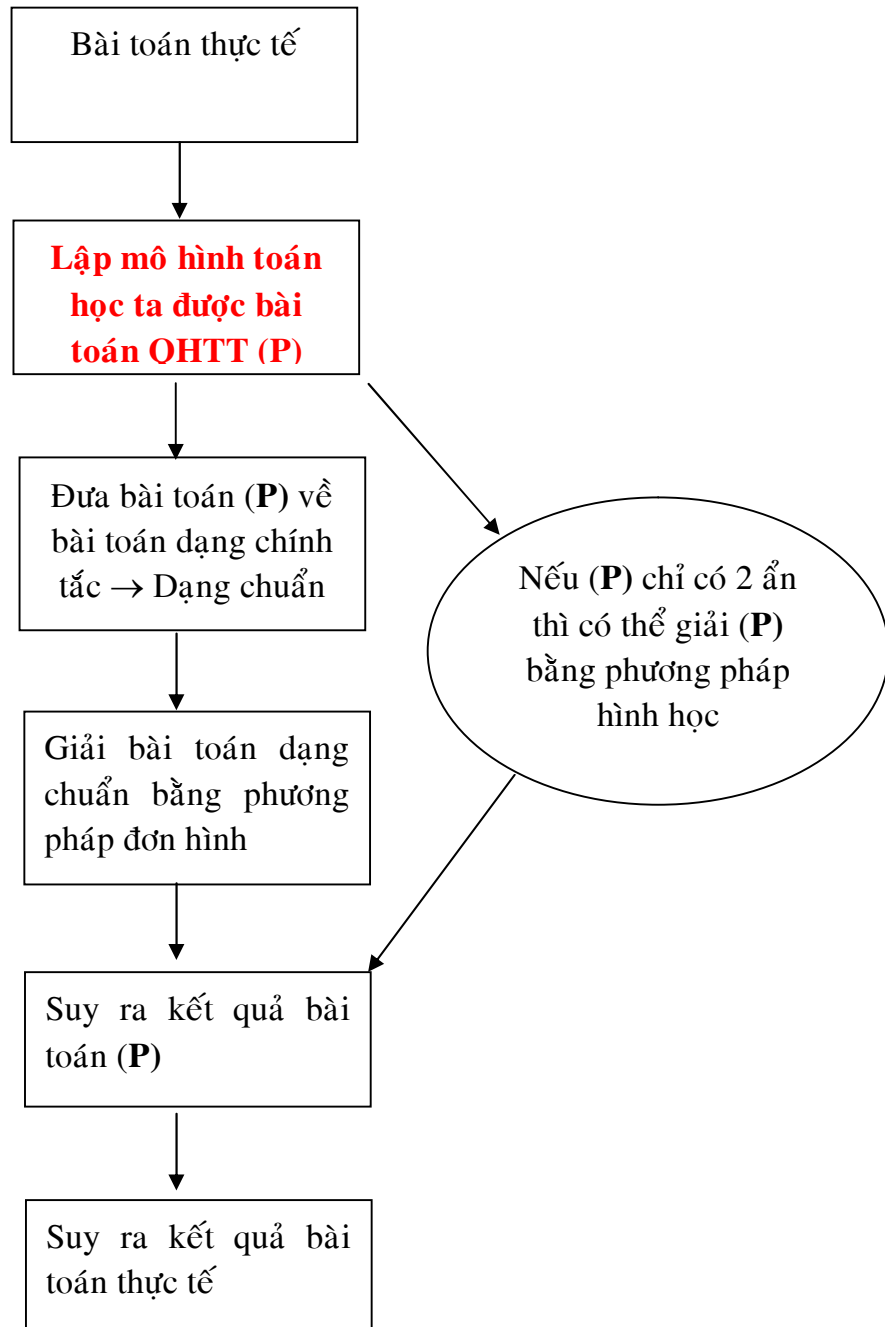 Bài toán thực tế
Lập mô hình toán
học ta được bài
toán QHTT (P)
Đưa bài toán (P) về
bài toán dạng chính
tắc → Dạng chuẩn
Nếu (P) chỉ có 2 ẩn
thì có thể giải (P)
bằng phương pháp
hình học
Giải bài toán dạng
chuẩn bằng phương
pháp đơn hình
Suy ra kết quả bài
toán (P)
Suy ra kết quả bài
toán thực tế